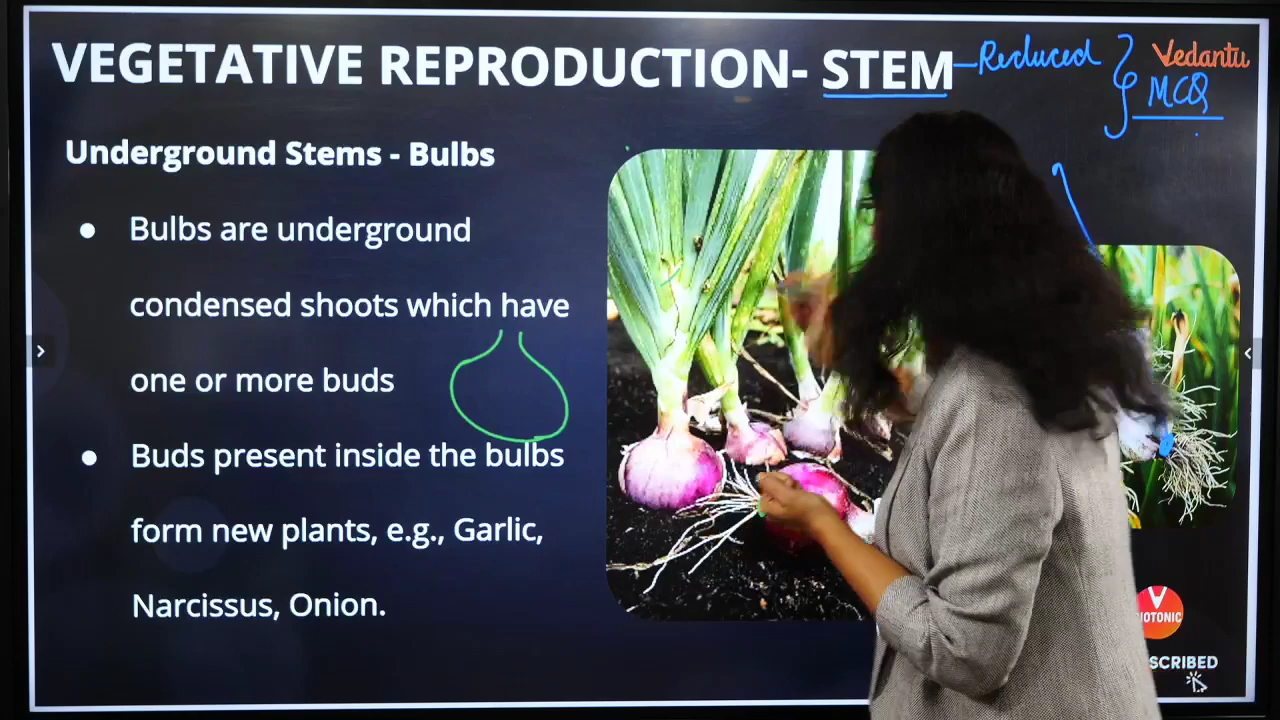 VEGETATIVE REPRODUCTION- STEM -Reduced
Vedantu
MCQ
Underground Stems - Bulbs
● Bulbs are underground
condensed shoots which have
one or more buds
● Buds present inside the bulbs
form new plants, e.g., Garlic,
Narcissus, Onion.
IOTONIC
SCRIBED